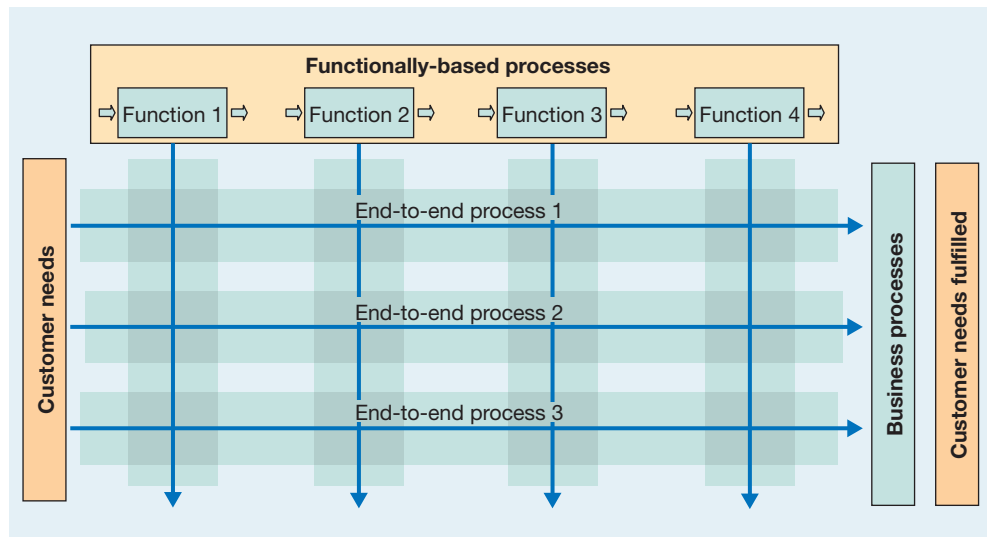 Functionally-based processes
Function 1
Function 2
Function 3
Function 4
Customer needs
End-to-end process 1
End-to-end process 2
End-to-end process 3
Business processes
Customer needs fulfilled